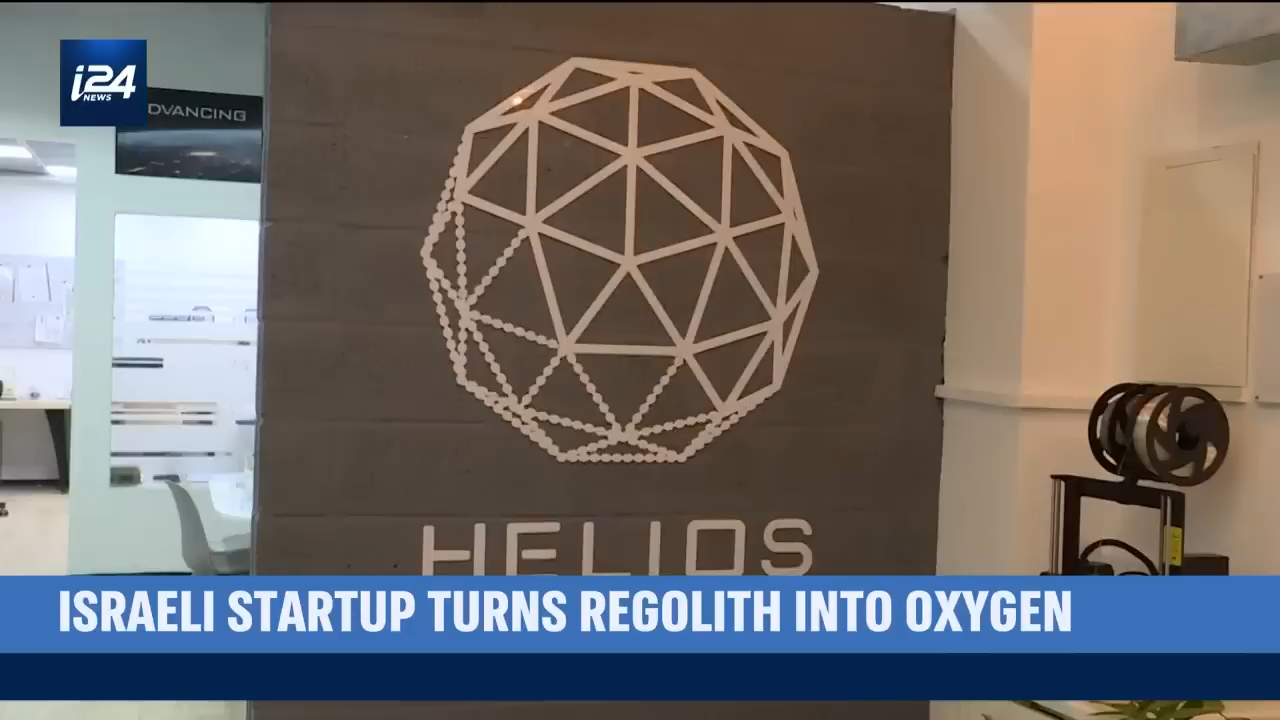 i24
NEWS
DVANCING
HELIOS
ISRAELI STARTUP TURNS REGOLITH INTO OXYGEN